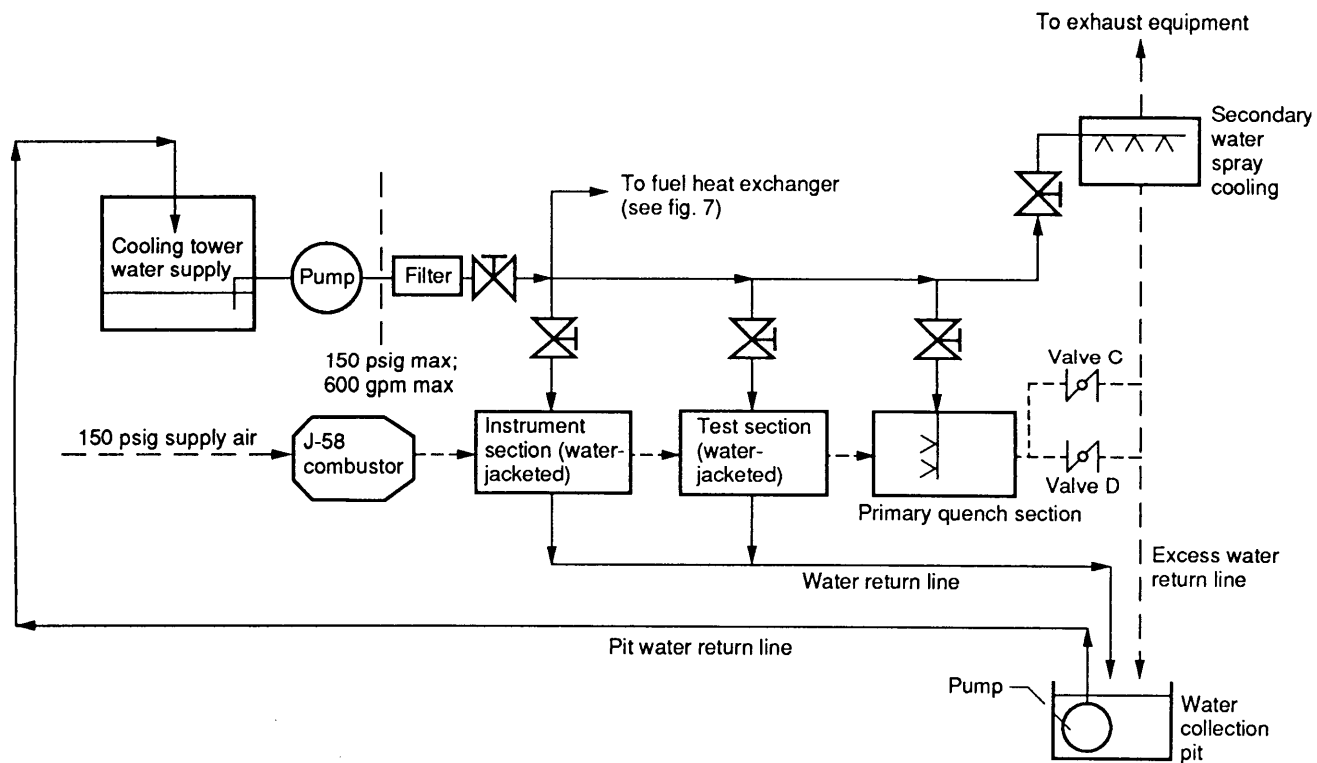 To exhaust equipment
Secondary
water
spray
cooling
To fuel heat exchanger
(see fig. 7)
Cooling tower
water supply
Pump
Filter
150 psig max;
600 gpm max
Valve C
150 psig supply air
J-58
combustor
Instrument
section (water-
jacketed)
Test section
(water-
jacketed)
Valve D
Primary quench section
Excess water
return line
Water return line
Pit water return line
Pump
Water
collection
pit